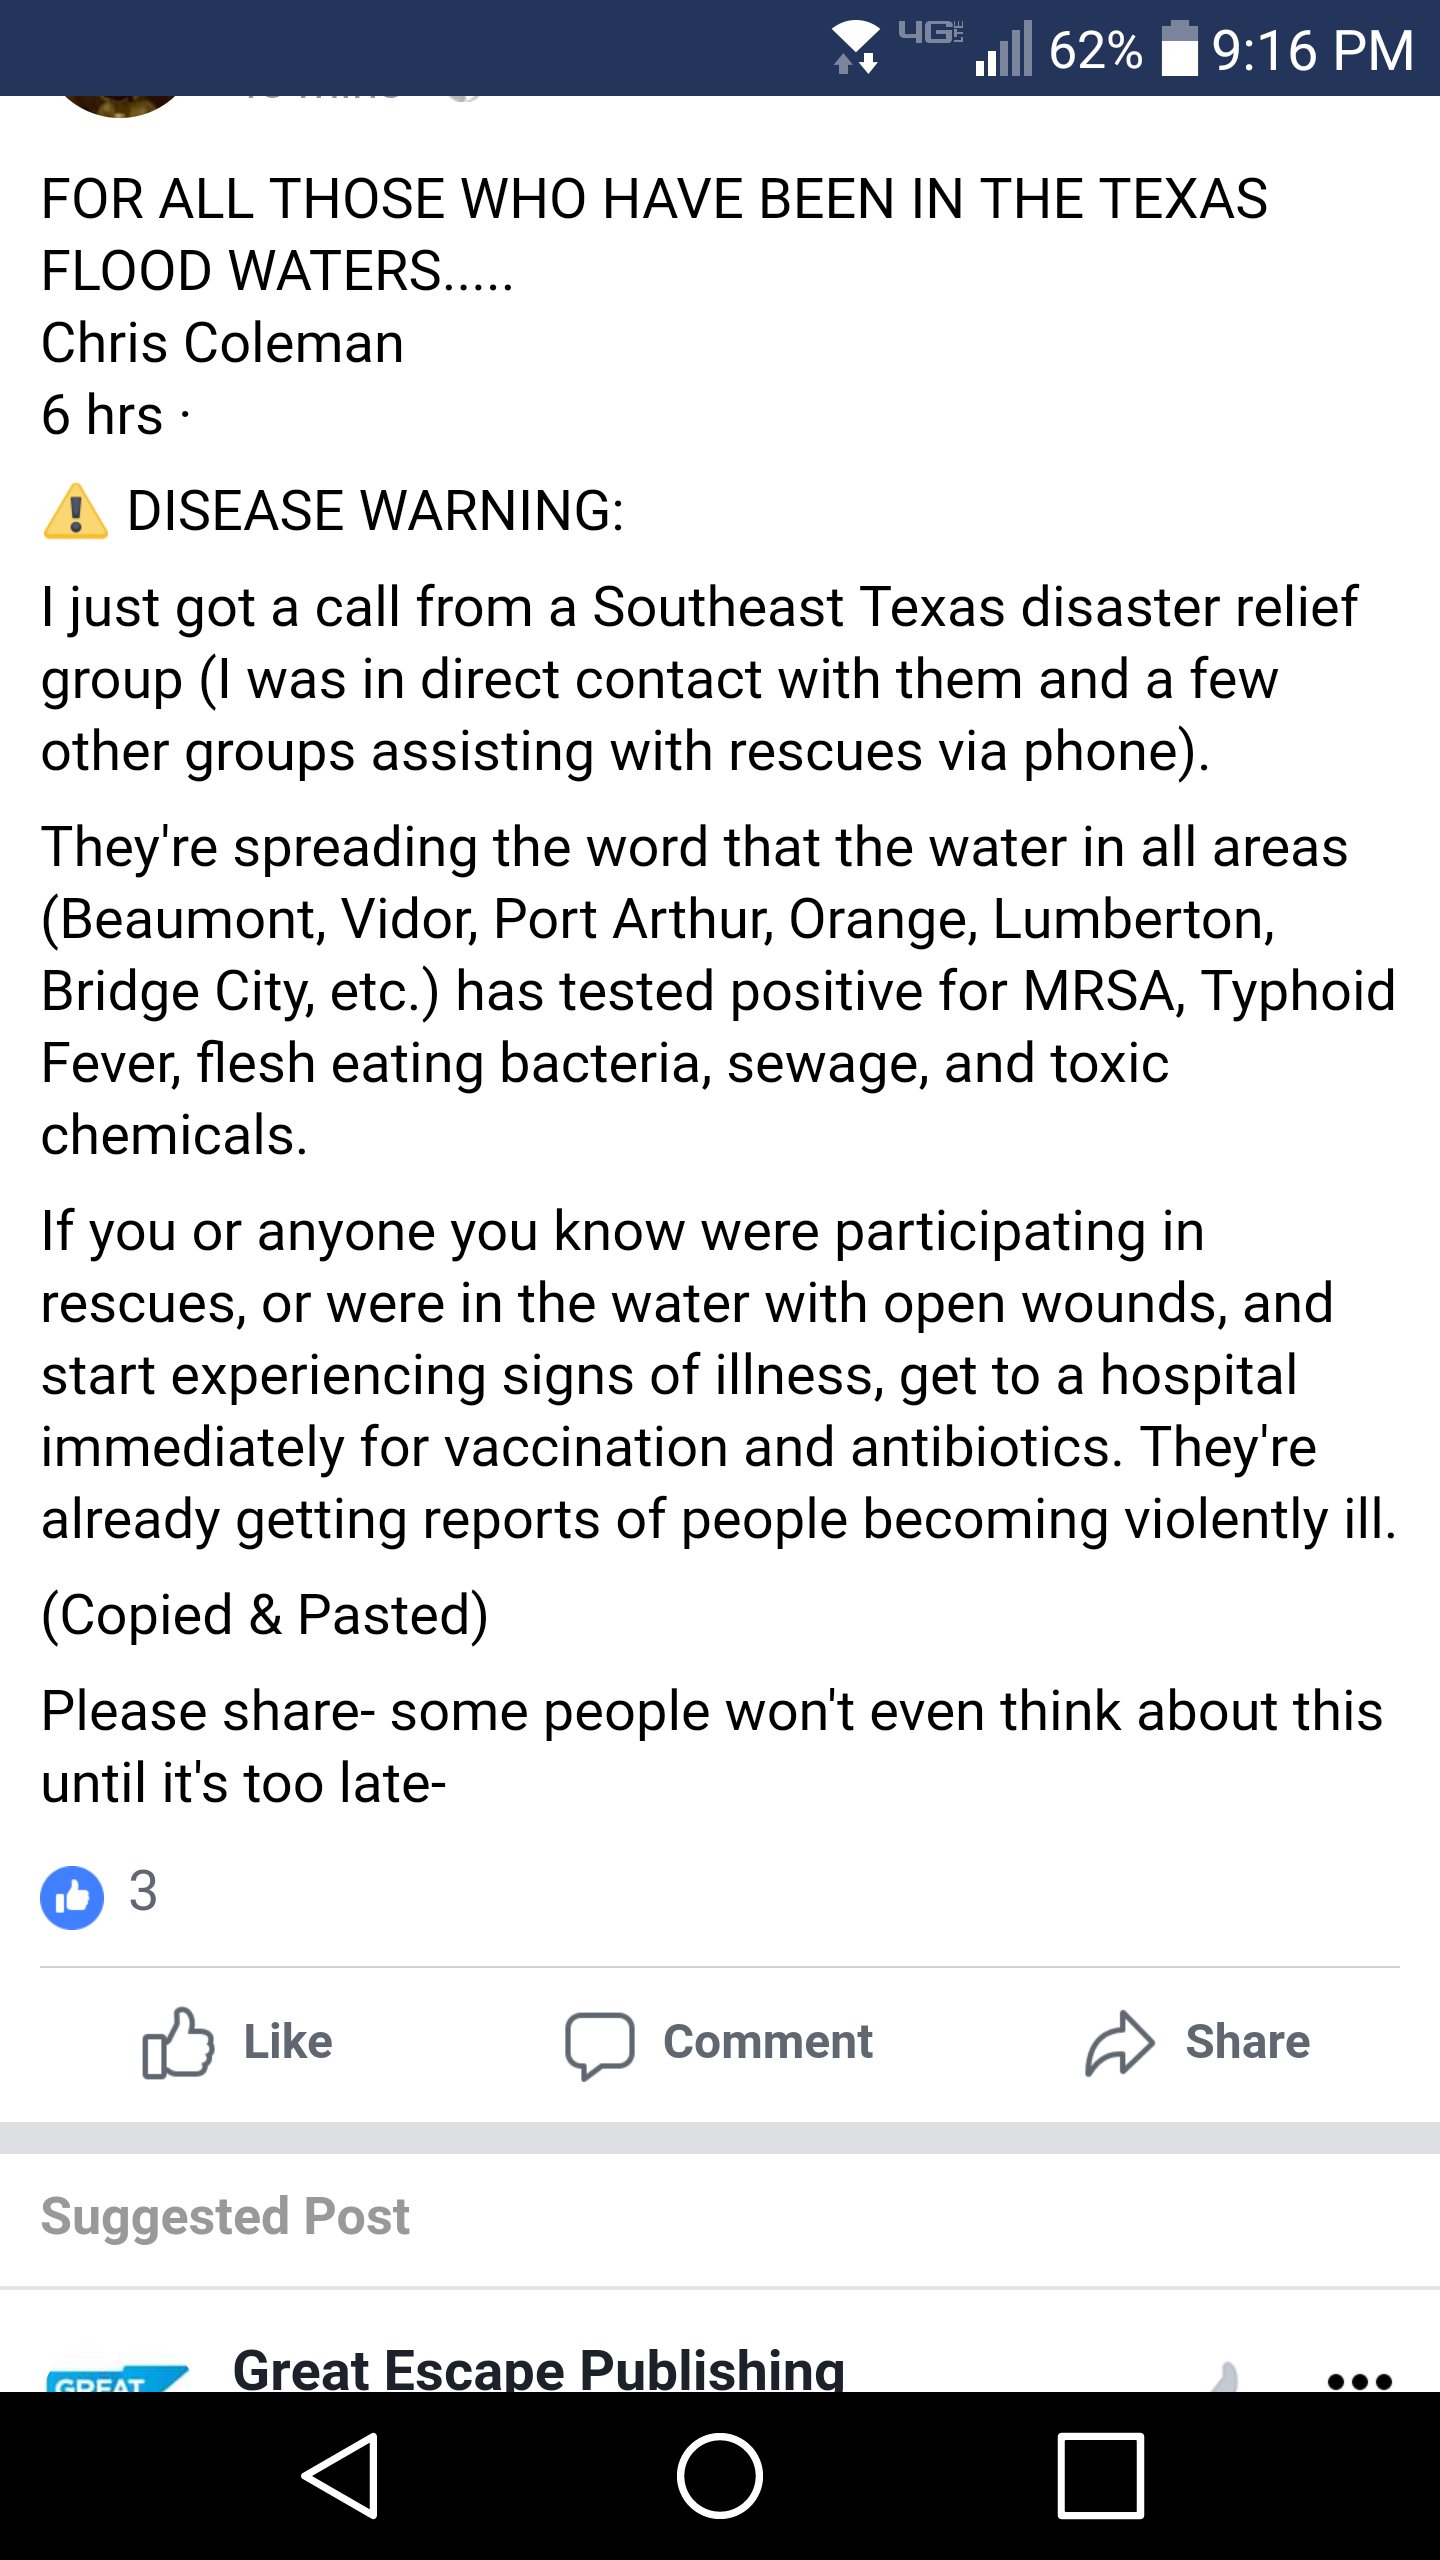 4G LTE 62% 9:16 PM
FOR ALL THOSE WHO HAVE BEEN IN THE TEXAS
FLOOD WATERS.....
Chris Coleman
6 hrs ·
⚠ DISEASE WARNING:
I just got a call from a Southeast Texas disaster relief
group (I was in direct contact with them and a few
other groups assisting with rescues via phone).
They're spreading the word that the water in all areas
(Beaumont, Vidor, Port Arthur, Orange, Lumberton,
Bridge City, etc.) has tested positive for MRSA, Typhoid
Fever, flesh eating bacteria, sewage, and toxic
chemicals.
If you or anyone you know were participating in
rescues, or were in the water with open wounds, and
start experiencing signs of illness, get to a hospital
immediately for vaccination and antibiotics. They're
already getting reports of people becoming violently ill.
(Copied & Pasted)
Please share- some people won't even think about this
until it's too late-
3
Like Comment Share
Suggested Post
Great Escape Publishing
GREAT